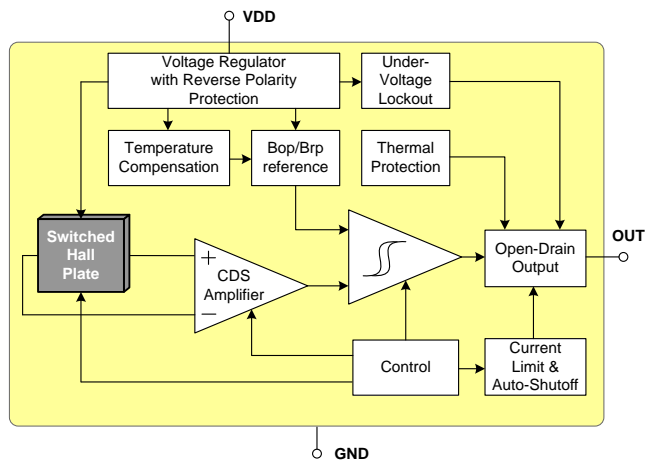 VDD
Voltage Regulator
with Reverse Polarity
Protection
Under-
Voltage
Lockout
Temperature
Compensation
Bop/Brp
reference
Thermal
Protection
Switched
Hall
Plate
+
CDS
Amplifier
−
Open-Drain
Output
OUT
Control
Current
Limit &
Auto-Shutoff
GND